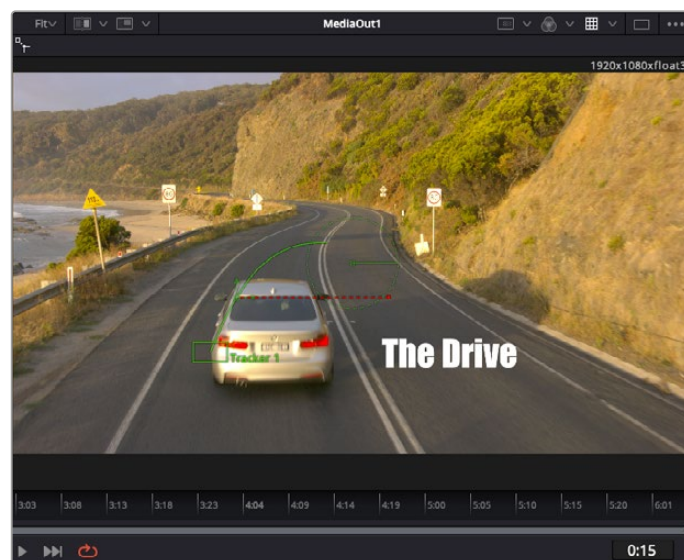 Fit MediaOut1
1920x1080xfloat3
Tracker 1
The Drive
3:03 3:08 3:13 3:18 3:23 4:04 4:09 4:14 4:19 5:00 5:05 5:10 5:15 5:20 6:01
0:15